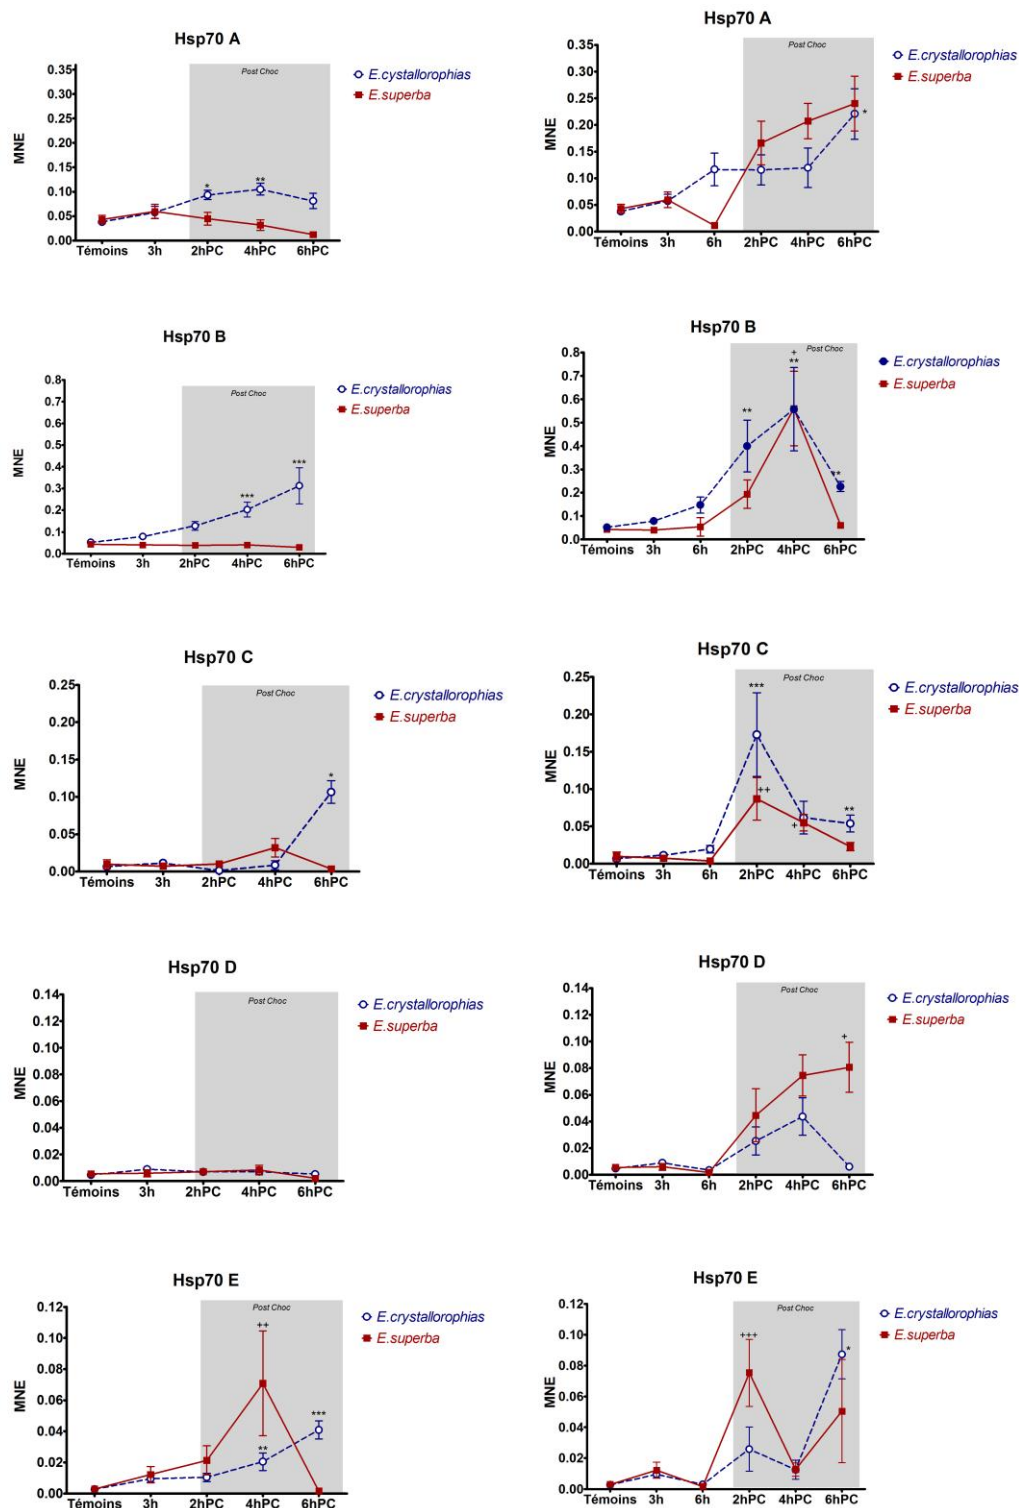 Hsp70 A
Post Choc
MNE
0.35
0.30
0.25
0.20
0.15
0.10
0.05
0.00
* **
Témoins 3h 2hPC 4hPC 6hPC
E.cystallorophias
E.superba
Hsp70 A
Post Choc
MNE
0.35
0.30
0.25
0.20
0.15
0.10
0.05
0.00
*
Témoins 3h 6h 2hPC 4hPC 6hPC
E.crystallorophias
E.superba
Hsp70 B
Post Choc
MNE
0.8
0.7
0.6
0.5
0.4
0.3
0.2
0.1
0.0
*** ***
Témoins 3h 2hPC 4hPC 6hPC
E.crystallorophias
E.superba
Hsp70 B
Post Choc
MNE
0.8
0.7
0.6
0.5
0.4
0.3
0.2
0.1
0.0
+
** ** **
Témoins 3h 6h 2hPC 4hPC 6hPC
E.crystallorophias
E.superba
Hsp70 C
Post Choc
MNE
0.25
0.20
0.15
0.10
0.05
0.00
*
Témoins 3h 2hPC 4hPC 6hPC
E.crystallorophias
E.superba
Hsp70 C
Post Choc
MNE
0.25
0.20
0.15
0.10
0.05
0.00
***
++
+
**
Témoins 3h 6h 2hPC 4hPC 6hPC
E.crystallorophias
E.superba
Hsp70 D
Post Choc
MNE
0.14
0.12
0.10
0.08
0.06
0.04
0.02
0.00
Témoins 3h 2hPC 4hPC 6hPC
E.crystallorophias
E.superba
Hsp70 D
Post Choc
MNE
0.14
0.12
0.10
0.08
0.06
0.04
0.02
0.00
+
Témoins 3h 6h 2hPC 4hPC 6hPC
E.crystallorophias
E.superba
Hsp70 E
Post Choc
MNE
0.12
0.10
0.08
0.06
0.04
0.02
0.00
++
**
***
Témoins 3h 2hPC 4hPC 6hPC
E.crystallorophias
E.superba
Hsp70 E
Post Choc
MNE
0.12
0.10
0.08
0.06
0.04
0.02
0.00
+++
*
Témoins 3h 6h 2hPC 4hPC 6hPC
E.crystallorophias
E.superba